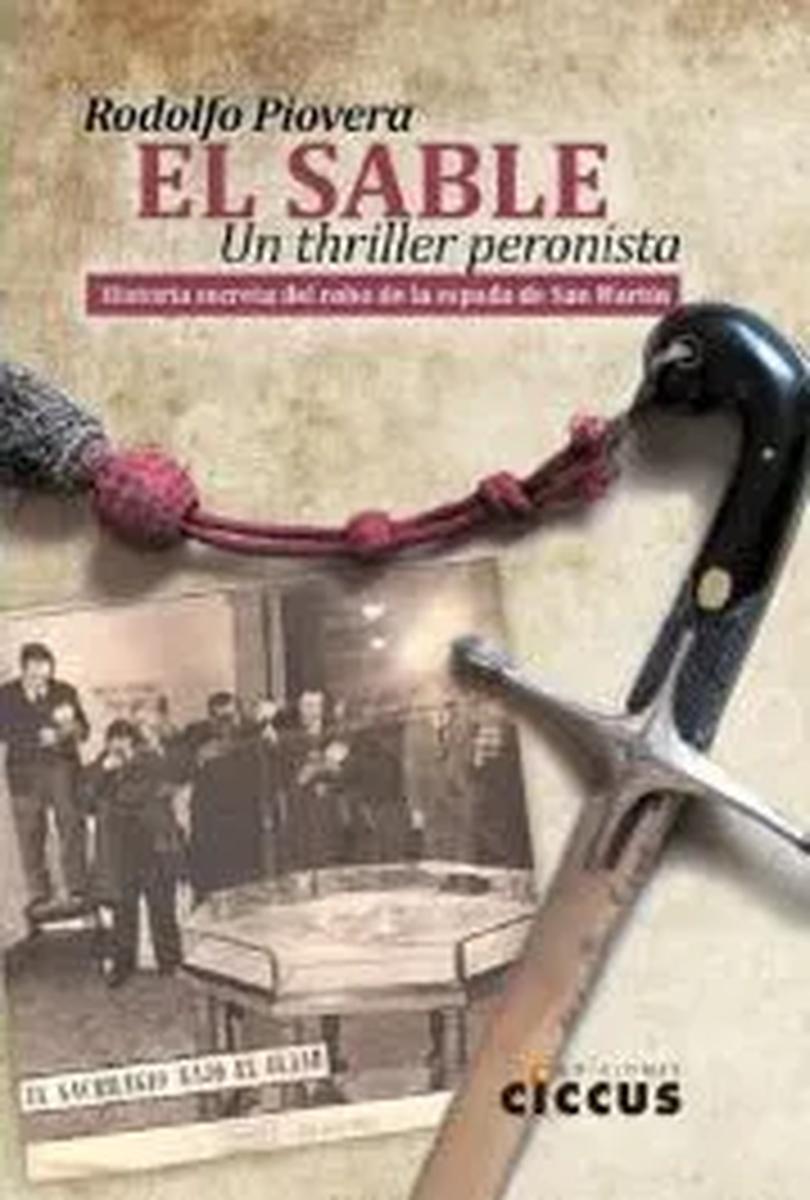 Rodolfo Piovera
EL SABLE
Un thriller peronista
Historia secreta del robo de la espada de San Martín
EL SACRILEGIO BAJO EL
EDICIONES
CICCUS